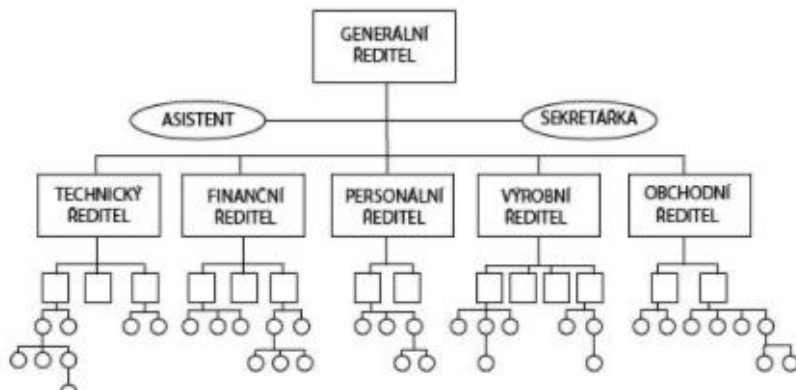 GENERÁLNÍ
ŘEDITEL
ASISTENT
SEKRETÁŘKA
TECHNICKÝ
ŘEDITEL
FINANČNÍ
ŘEDITEL
PERSONÁLNÍ
ŘEDITEL
VÝROBNÍ
ŘEDITEL
OBCHODNÍ
ŘEDITEL